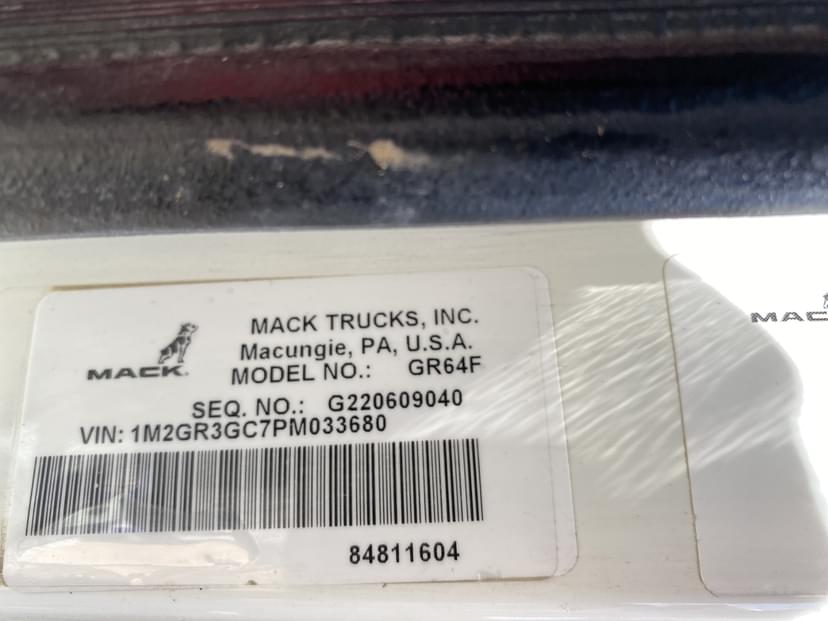 MACK TRUCKS, INC.
Macungie, PA, U.S.A.
MACK
MODEL NO.: GR64F
SEQ. NO.: G220609040
VIN: 1M2GR3GC7PM033680
84811604
MACK